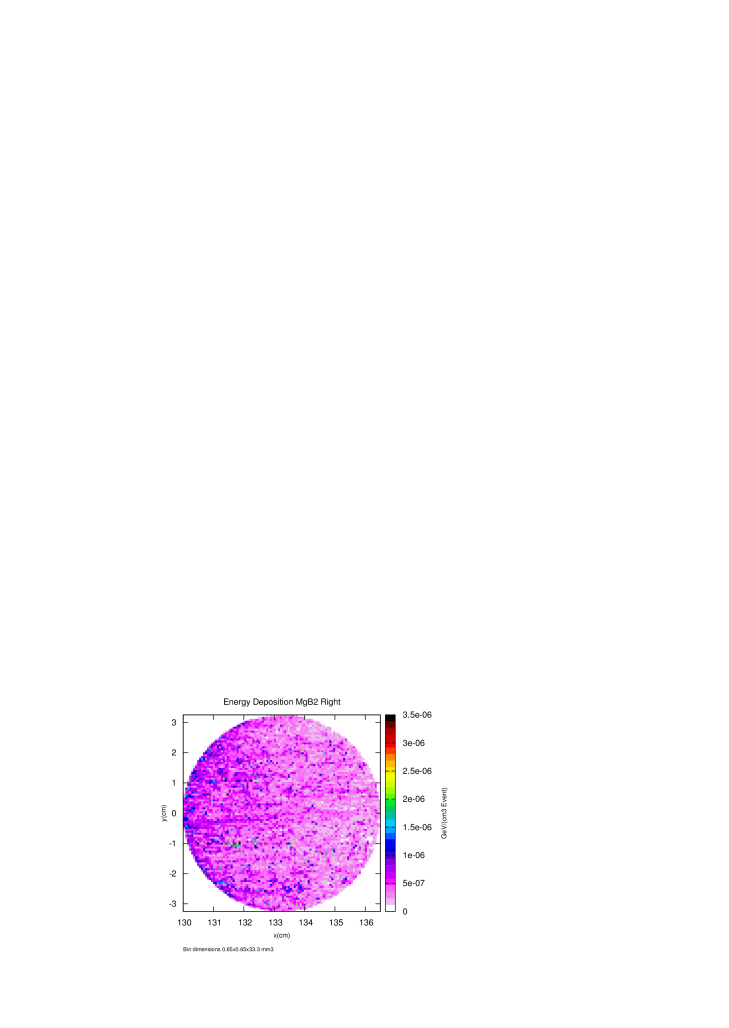 Energy Deposition MgB2 Right
3
2
1
0
-1
-2
-3
y(cm)
130 131 132 133 134 135 136
x(cm)
3.5e-06
3e-06
2.5e-06
2e-06
1.5e-06
1e-06
5e-07
0
GeV/(cm3 Event)
Bin dimensions 0.65x0.65x33.3 mm3